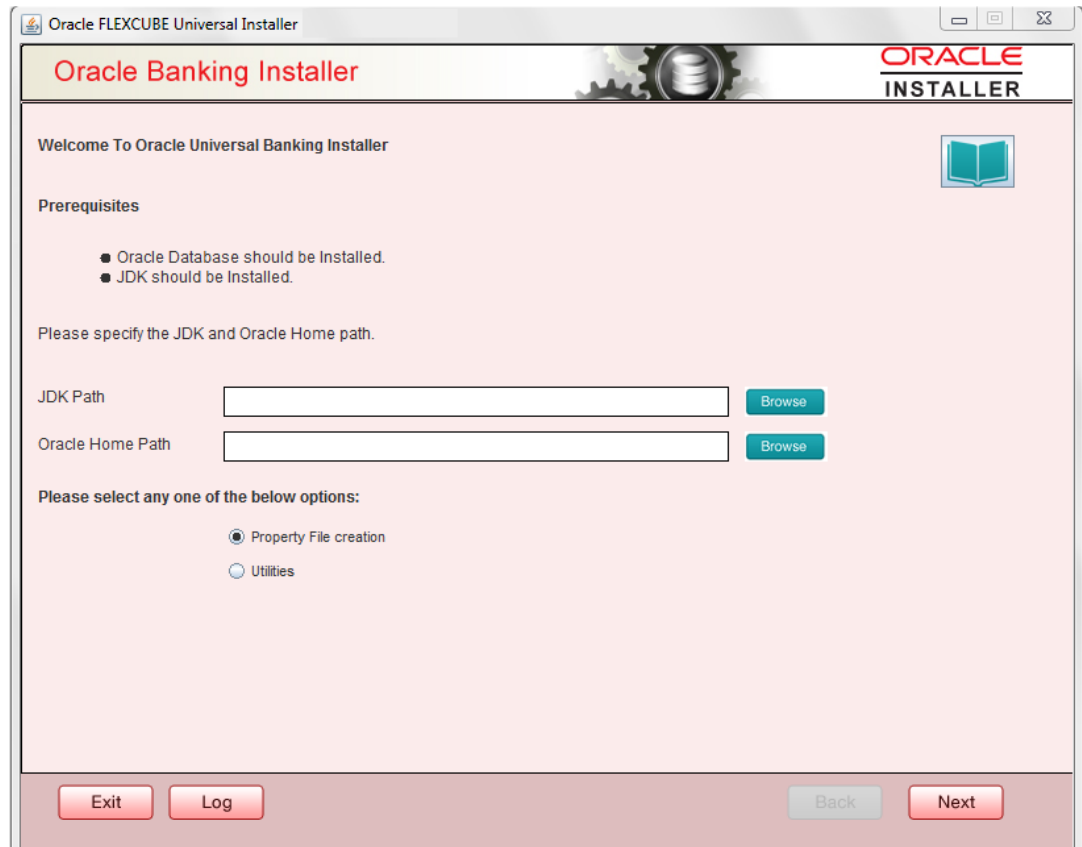 Oracle FLEXCUBE Universal Installer
Oracle Banking Installer
ORACLE
INSTALLER
Welcome To Oracle Universal Banking Installer
Prerequisites
Oracle Database should be Installed.
JDK should be Installed.
Please specify the JDK and Oracle Home path.
JDK Path
Browse
Oracle Home Path
Browse
Please select any one of the below options:
Property File creation
Utilities
Exit Log Back Next